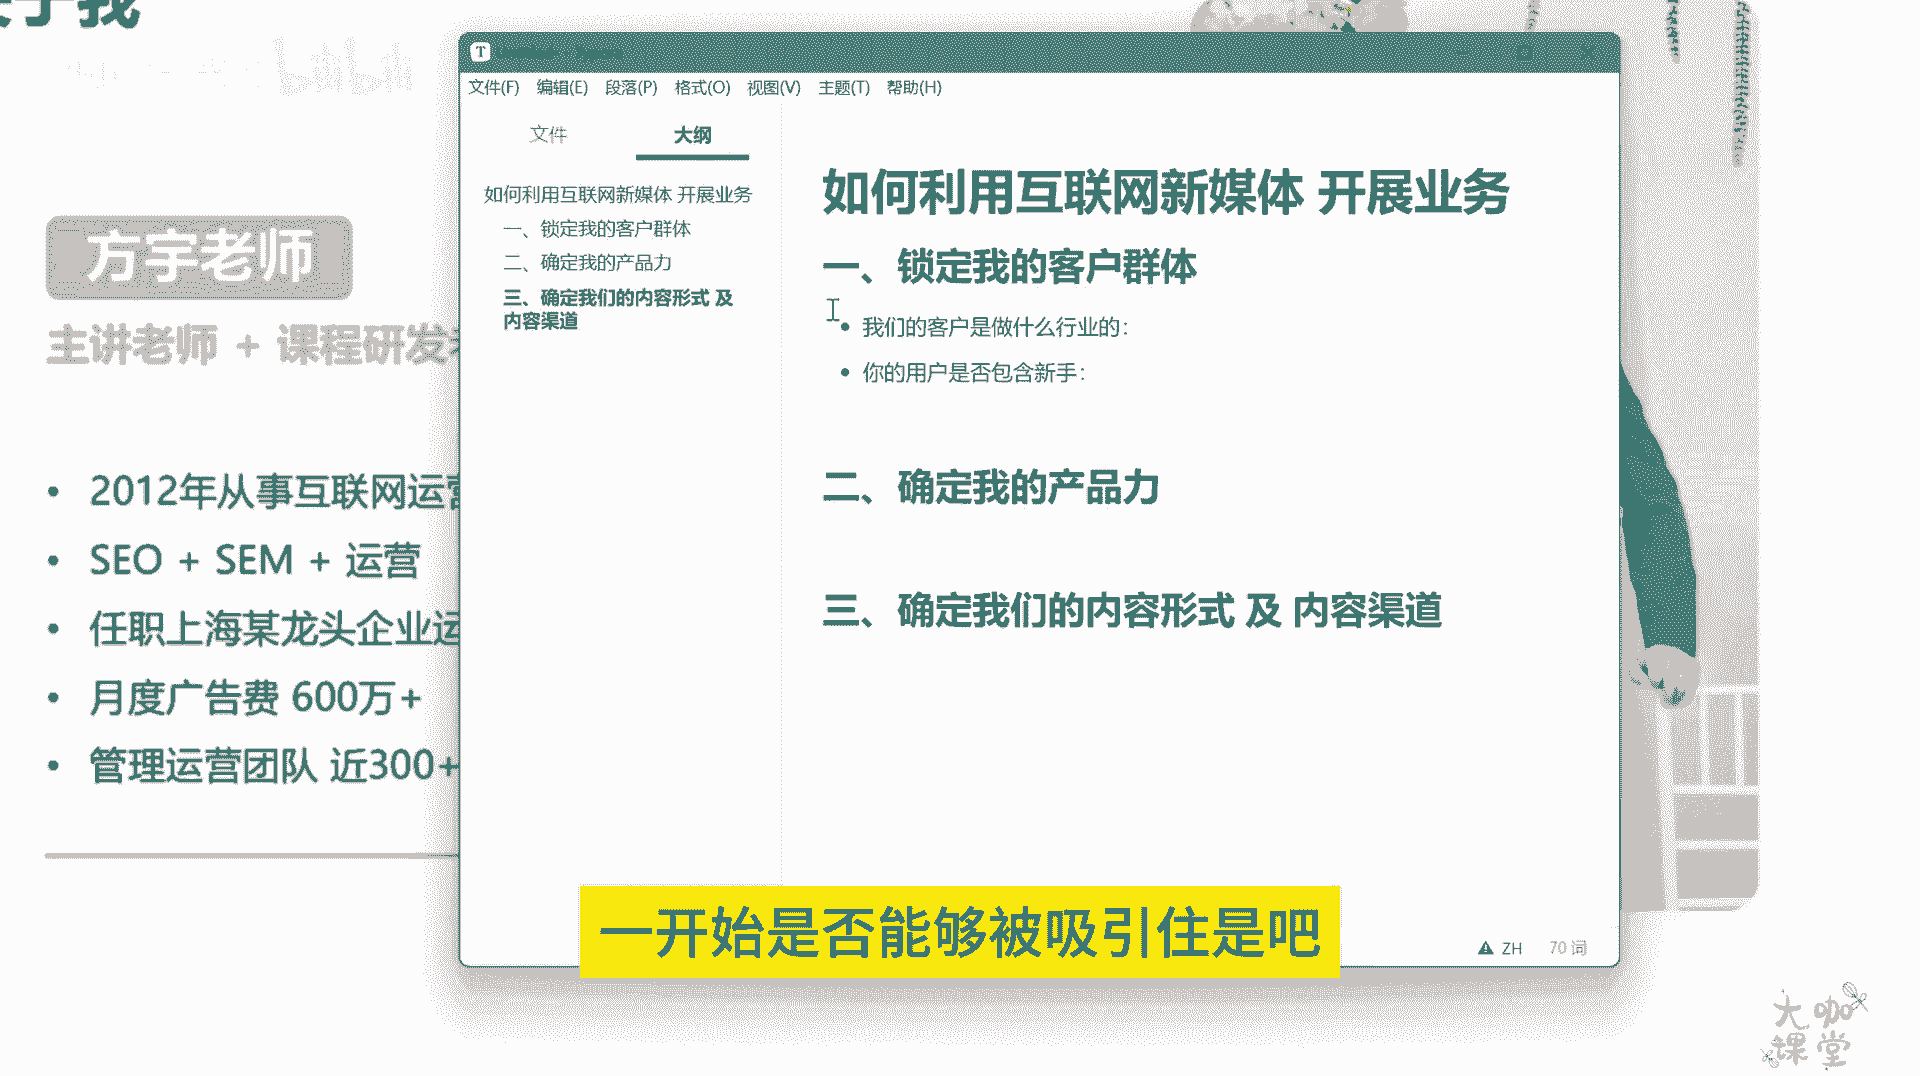 于我
bilibili
方宇老师
主讲老师 + 课程研发
• 2012年从事互联网运营
• SEO + SEM + 运营
• 任职上海某龙头企业运
• 月度广告费 600万+
• 管理运营团队 近300+
T
文件(F) 编辑(E) 段落(P) 格式(O) 视图(V) 主题(T) 帮助(H)
文件 大纲
如何利用互联网新媒体 开展业务
一、锁定我的客户群体
二、确定我的产品力
三、确定我们的内容形式 及
内容渠道
如何利用互联网新媒体 开展业务
一、锁定我的客户群体
• 我们的客户是做什么行业的：
• 你的用户是否包含新手：
二、确定我的产品力
三、确定我们的内容形式 及 内容渠道
ZH 70 词
一开始是否能够被吸引住是吧
大咖
课堂